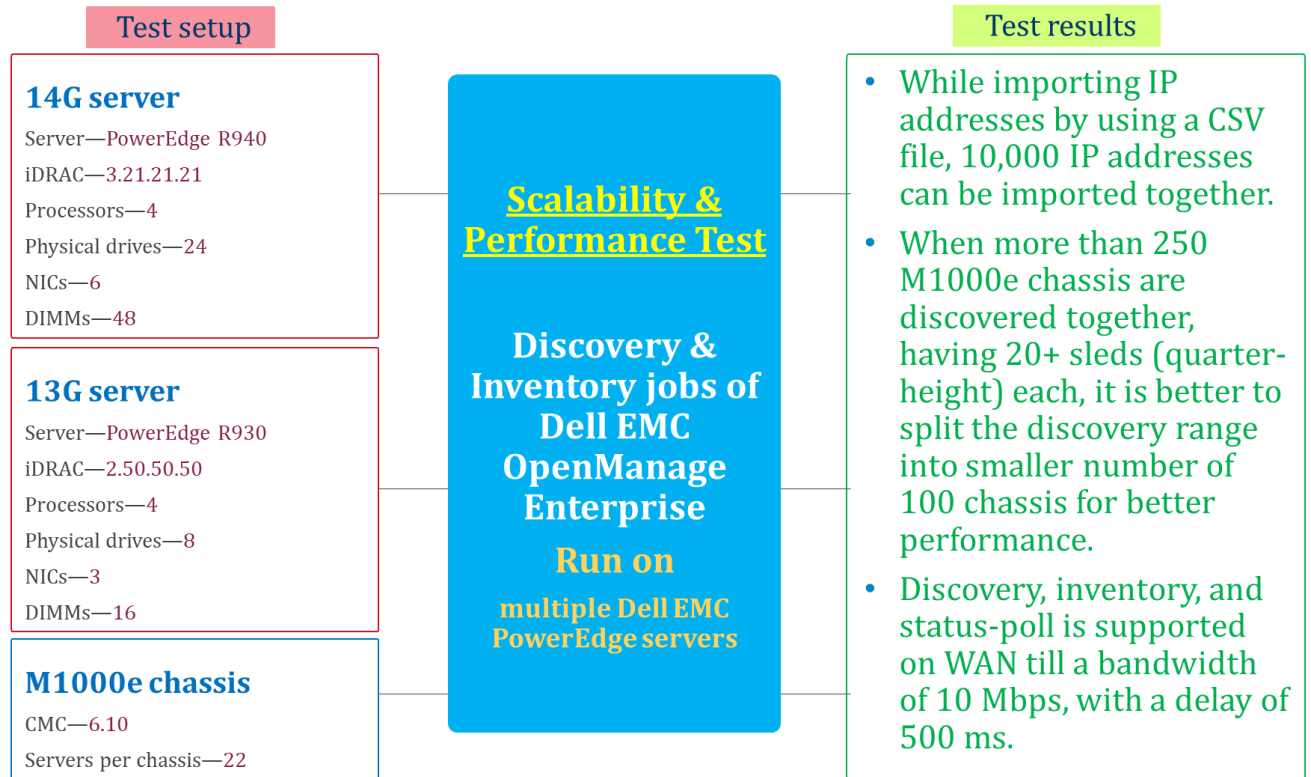 Test setup
14G server
Server—PowerEdge R940
iDRAC—3.21.21.21
Processors—4
Physical drives—24
NICs—6
DIMMs—48
13G server
Server—PowerEdge R930
iDRAC—2.50.50.50
Processors—4
Physical drives—8
NICs—3
DIMMs—16
M1000e chassis
CMC—6.10
Servers per chassis—22
Scalability &
Performance Test
Discovery &
Inventory jobs of
Dell EMC
OpenManage
Enterprise
Run on
multiple Dell EMC
PowerEdge servers
Test results
• While importing IP
addresses by using a CSV
file, 10,000 IP addresses
can be imported together.
• When more than 250
M1000e chassis are
discovered together,
having 20+ sleds (quarter-
height) each, it is better to
split the discovery range
into smaller number of
100 chassis for better
performance.
• Discovery, inventory, and
status-poll is supported
on WAN till a bandwidth
of 10 Mbps, with a delay of
500 ms.